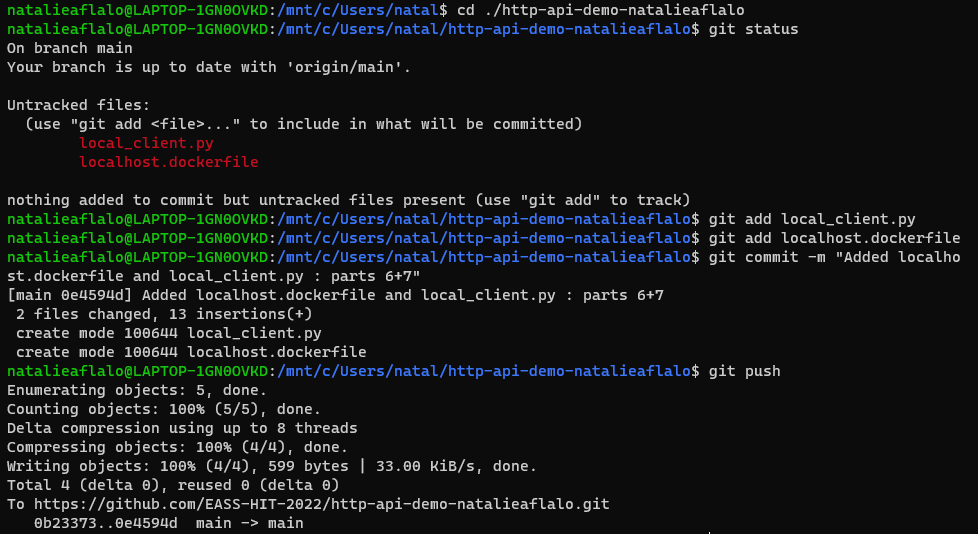 natalieaflalo@LAPTOP-1GN0OVKD:/mnt/c/Users/natal$ cd ./http-api-demo-natalieaflalo
natalieaflalo@LAPTOP-1GN0OVKD:/mnt/c/Users/natal/http-api-demo-natalieaflalo$ git status
On branch main
Your branch is up to date with 'origin/main'.

Untracked files:
  (use "git add <file>..." to include in what will be committed)
        local_client.py
        localhost.dockerfile

nothing added to commit but untracked files present (use "git add" to track)
natalieaflalo@LAPTOP-1GN0OVKD:/mnt/c/Users/natal/http-api-demo-natalieaflalo$ git add local_client.py
natalieaflalo@LAPTOP-1GN0OVKD:/mnt/c/Users/natal/http-api-demo-natalieaflalo$ git add localhost.dockerfile
natalieaflalo@LAPTOP-1GN0OVKD:/mnt/c/Users/natal/http-api-demo-natalieaflalo$ git commit -m "Added localho
st.dockerfile and local_client.py : parts 6+7"
[main 0e4594d] Added localhost.dockerfile and local_client.py : parts 6+7
 2 files changed, 13 insertions(+)
 create mode 100644 local_client.py
 create mode 100644 localhost.dockerfile
natalieaflalo@LAPTOP-1GN0OVKD:/mnt/c/Users/natal/http-api-demo-natalieaflalo$ git push
Enumerating objects: 5, done.
Counting objects: 100% (5/5), done.
Delta compression using up to 8 threads
Compressing objects: 100% (4/4), done.
Writing objects: 100% (4/4), 599 bytes | 33.00 KiB/s, done.
Total 4 (delta 0), reused 0 (delta 0)
To https://github.com/EASS-HIT-2022/http-api-demo-natalieaflalo.git
   0b23373..0e4594d  main -> main